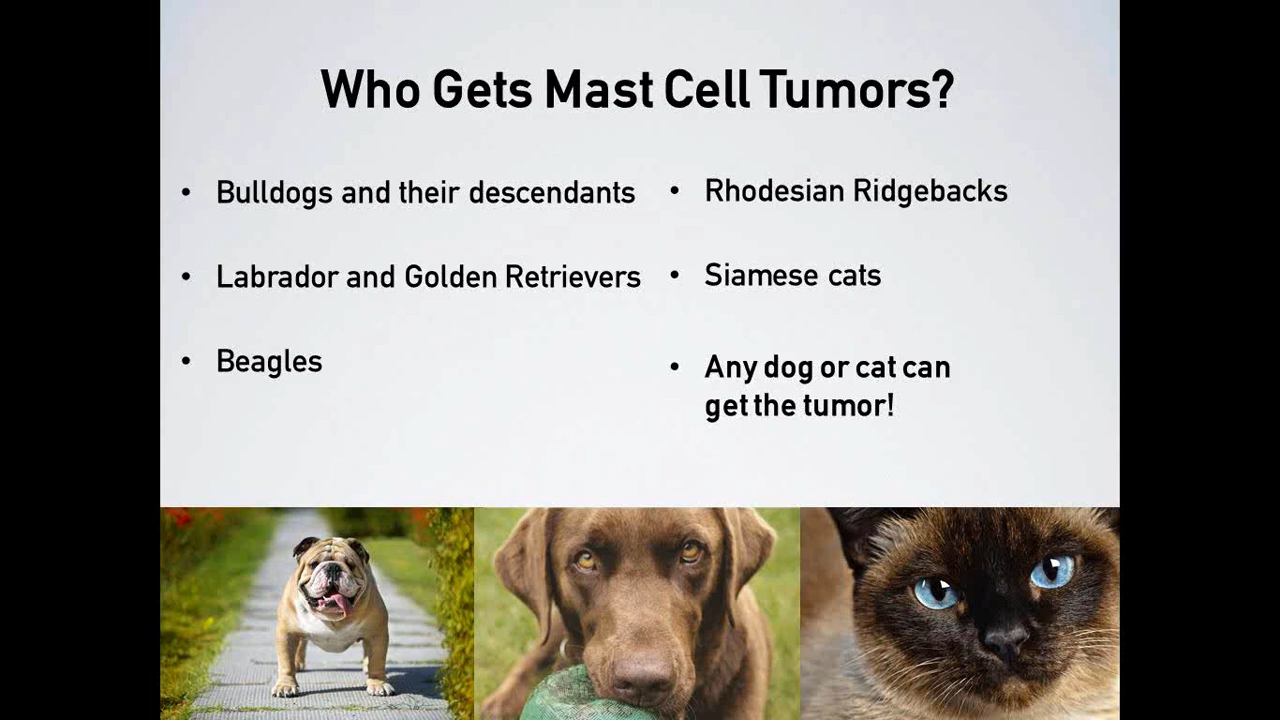 Who Gets Mast Cell Tumors?
• Bulldogs and their descendants
• Labrador and Golden Retrievers
• Beagles
• Rhodesian Ridgebacks
• Siamese cats
• Any dog or cat can
get the tumor!